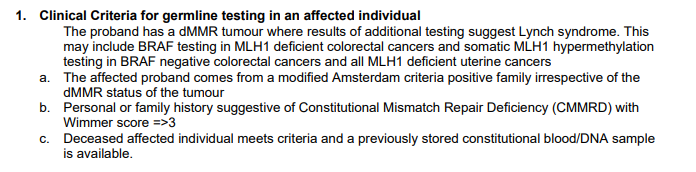 1. Clinical Criteria for germline testing in an affected individual
The proband has a dMMR tumour where results of additional testing suggest Lynch syndrome. This
may include BRAF testing in MLH1 deficient colorectal cancers and somatic MLH1 hypermethylation
testing in BRAF negative colorectal cancers and all MLH1 deficient uterine cancers
a. The affected proband comes from a modified Amsterdam criteria positive family irrespective of the
dMMR status of the tumour
b. Personal or family history suggestive of Constitutional Mismatch Repair Deficiency (CMMRD) with
Wimmer score =>3
c. Deceased affected individual meets criteria and a previously stored constitutional blood/DNA sample
is available.